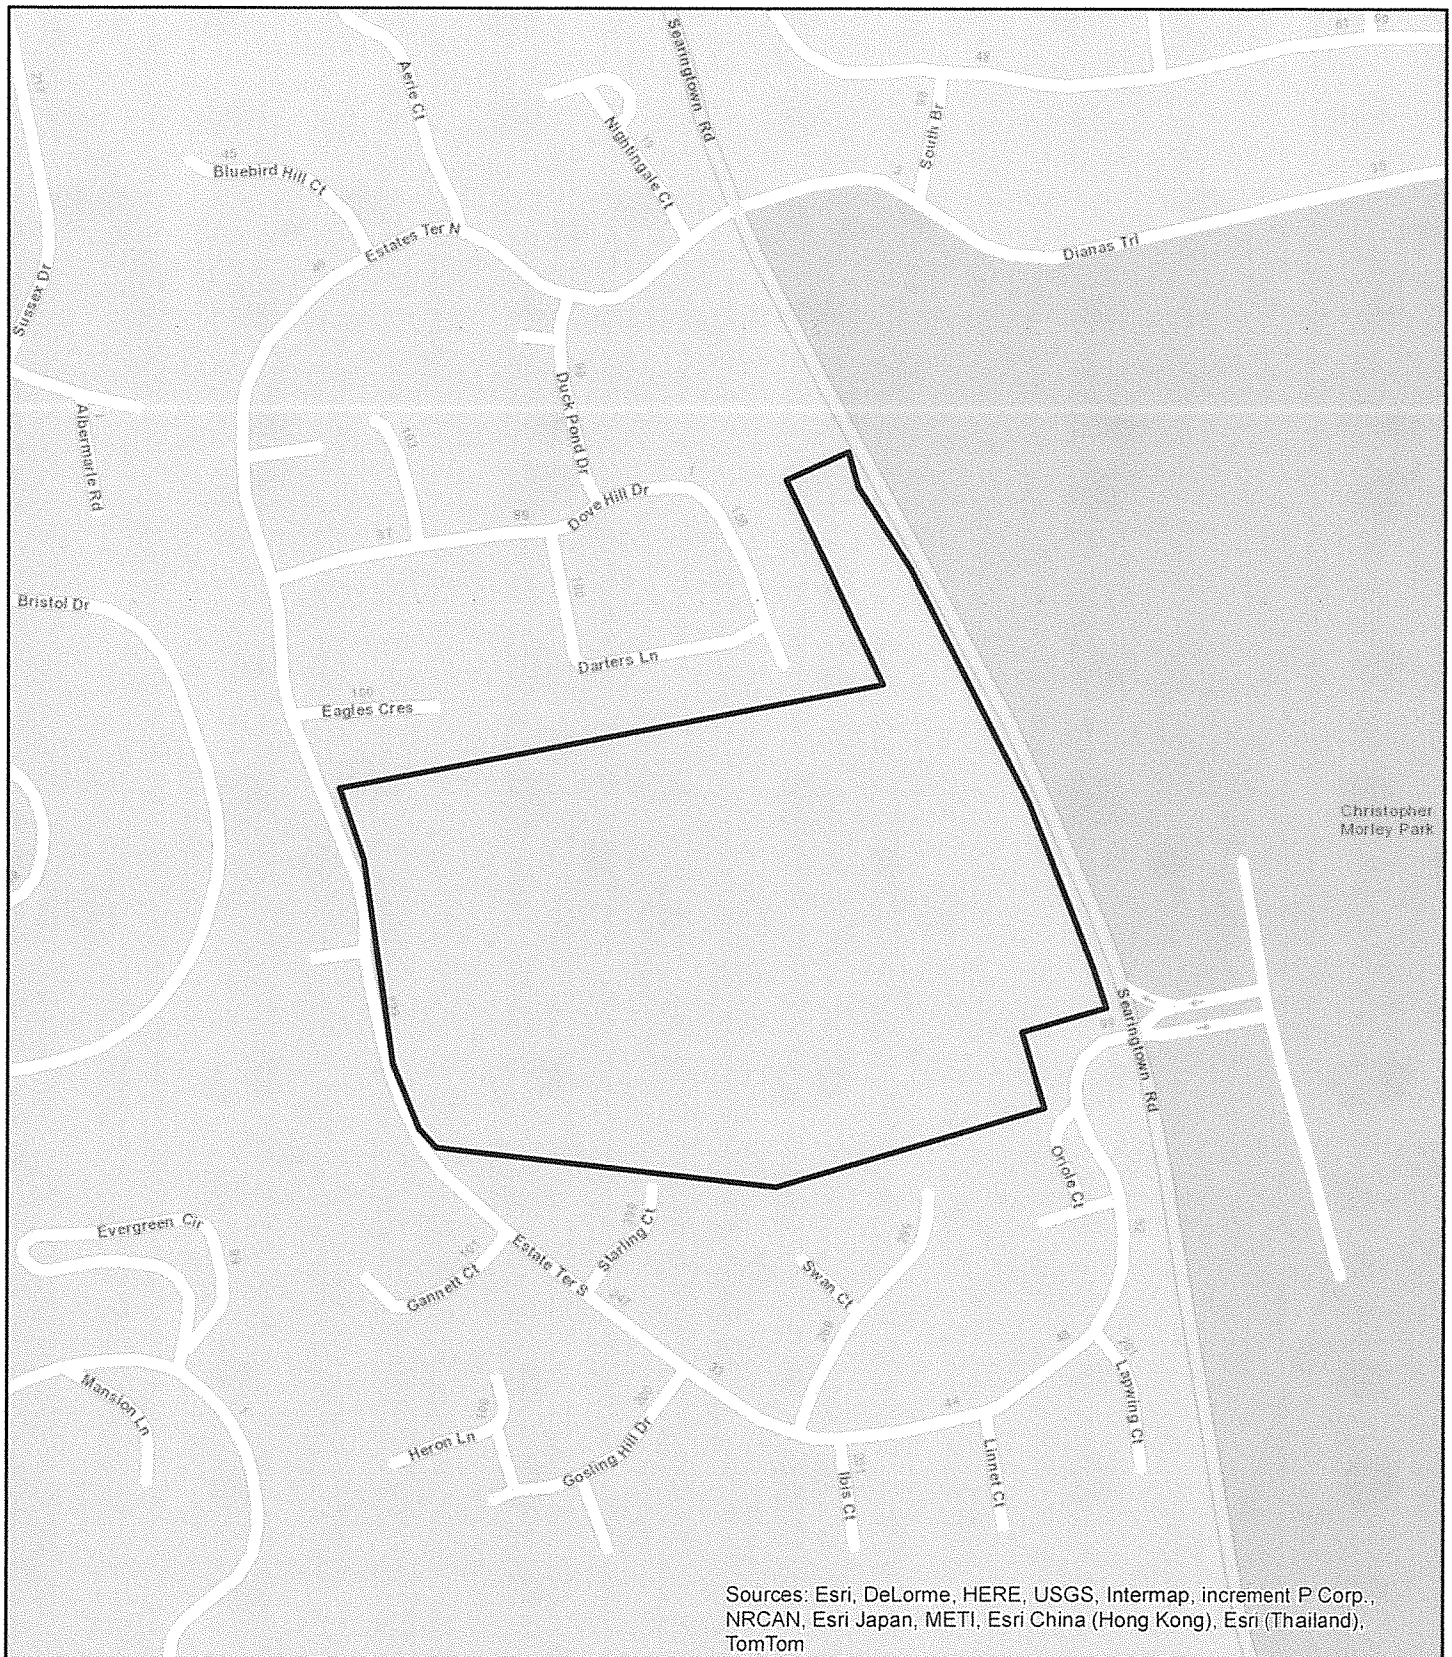 Searingtown Rd
Aerie Ct
Nightingale Ct
South Br
Bluebird Hill Ct
Estates Ter N
Dianas Trl
Sussex Dr
Duck Pond Dr
Albermarle Rd
Dove Hill Dr
Bristol Dr
Darters Ln
Eagles Cres
Christopher
Morley Park
Searingtown Rd
Oriole Ct
Evergreen Cir
Starling Ct
Estate Ter S
Gannett Ct
Swan Ct
Mansion Ln
Lapwing Ct
Heron Ln
Gosling Hill Dr
Ibis Ct
Linnet Ct
Sources: Esri, DeLorme, HERE, USGS, Intermap, increment P Corp.,
NRCAN, Esri Japan, METI, Esri China (Hong Kong), Esri (Thailand),
TomTom